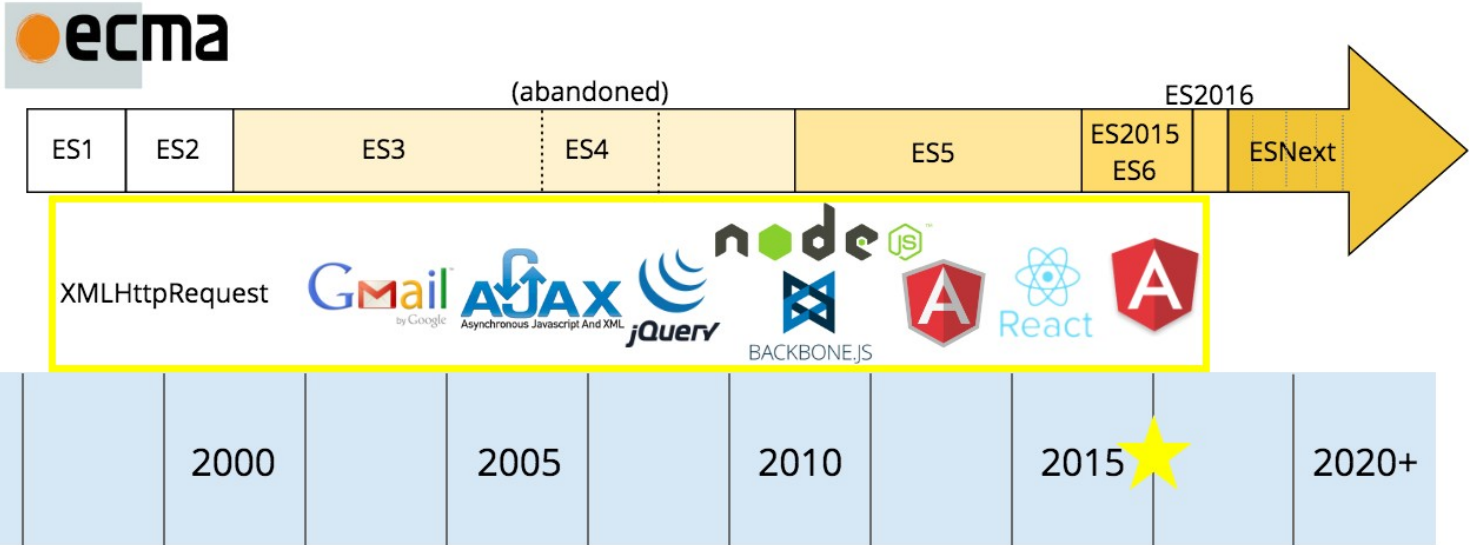 ecma
(abandoned)
ES2016
ES1
ES2
ES3
ES4
ES5
ES2015
ES6
ESNext
XMLHttpRequest
Gmail
by Google
AJAX
Asynchronous Javascript And XML
jQuery
node
JS
BACKBONE.JS
A
React
A
2000
2005
2010
2015
2020+